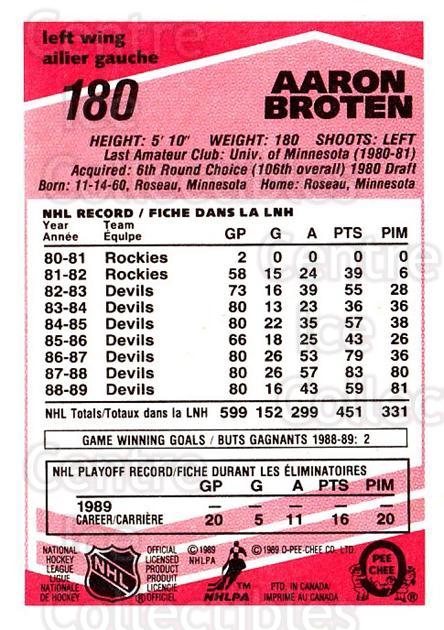 left wing
ailier gauche
180
AARON
BROTEN
HEIGHT: 5' 10" WEIGHT: 180 SHOOTS: LEFT
Last Amateur Club: Univ. of Minnesota (1980-81)
Acquired: 6th Round Choice (106th overall) 1980 Draft
Born: 11-14-60, Roseau, Minnesota Home: Roseau, Minnesota
NHL RECORD / FICHE DANS LA LNH
Year Team
Année Équipe GP G A PTS PIM
80-81 Rockies 2 0 0 0 0
81-82 Rockies 58 15 24 39 6
82-83 Devils 73 16 39 55 28
83-84 Devils 80 13 23 36 36
84-85 Devils 80 22 35 57 38
85-86 Devils 66 18 25 43 26
86-87 Devils 80 26 53 79 36
87-88 Devils 80 26 57 83 80
88-89 Devils 80 16 43 59 81
NHL Totals/Totaux dans la LNH 599 152 299 451 331
GAME WINNING GOALS / BUTS GAGNANTS 1988-89: 2
NHL PLAYOFF RECORD/FICHE DURANT LES ÉLIMINATOIRES
GP G A PTS PIM
1989
CAREER/CARRIÈRE 20 5 11 16 20
NATIONAL
HOCKEY
LEAGUE
LIGUE
NATIONALE
DE HOCKEY
NHL
®
OFFICIAL
LICENSED
PRODUCT
PRODUIT
LICENCIE
OFFICIEL
© 1989
NHLPA
TM
NHLPA
© 1989 O-PEE-CHEE CO. LTD.
PTD. IN CANADA/
IMPRIMÉ AU CANADA
O
PEE
CHEE
Centre
Ice
Collectibles